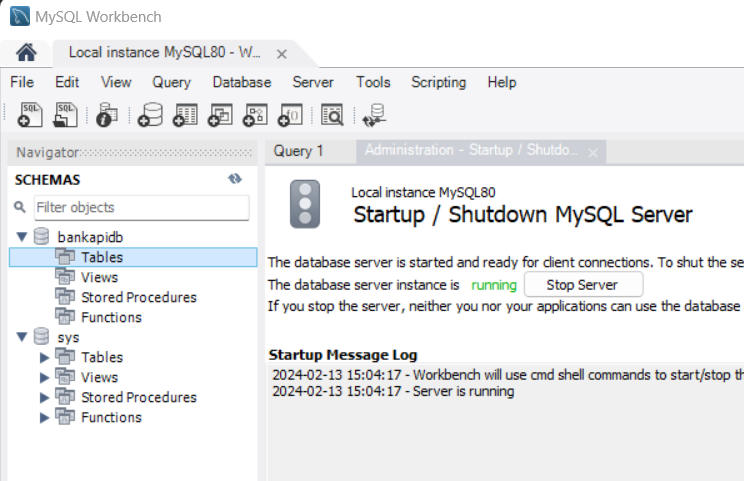 MySQL Workbench
Local instance MySQL80 - W...
File Edit View Query Database Server Tools Scripting Help
SQL SQL
Navigator
Query 1
Administration - Startup / Shutdo...
SCHEMAS
Filter objects
bankapidb
Tables
Views
Stored Procedures
Functions
sys
Tables
Views
Stored Procedures
Functions
Local instance MySQL80
Startup / Shutdown MySQL Server
The database server is started and ready for client connections. To shut the se
The database server instance is running Stop Server
If you stop the server, neither you nor your applications can use the database
Startup Message Log
2024-02-13 15:04:17 - Workbench will use cmd shell commands to start/stop th
2024-02-13 15:04:17 - Server is running